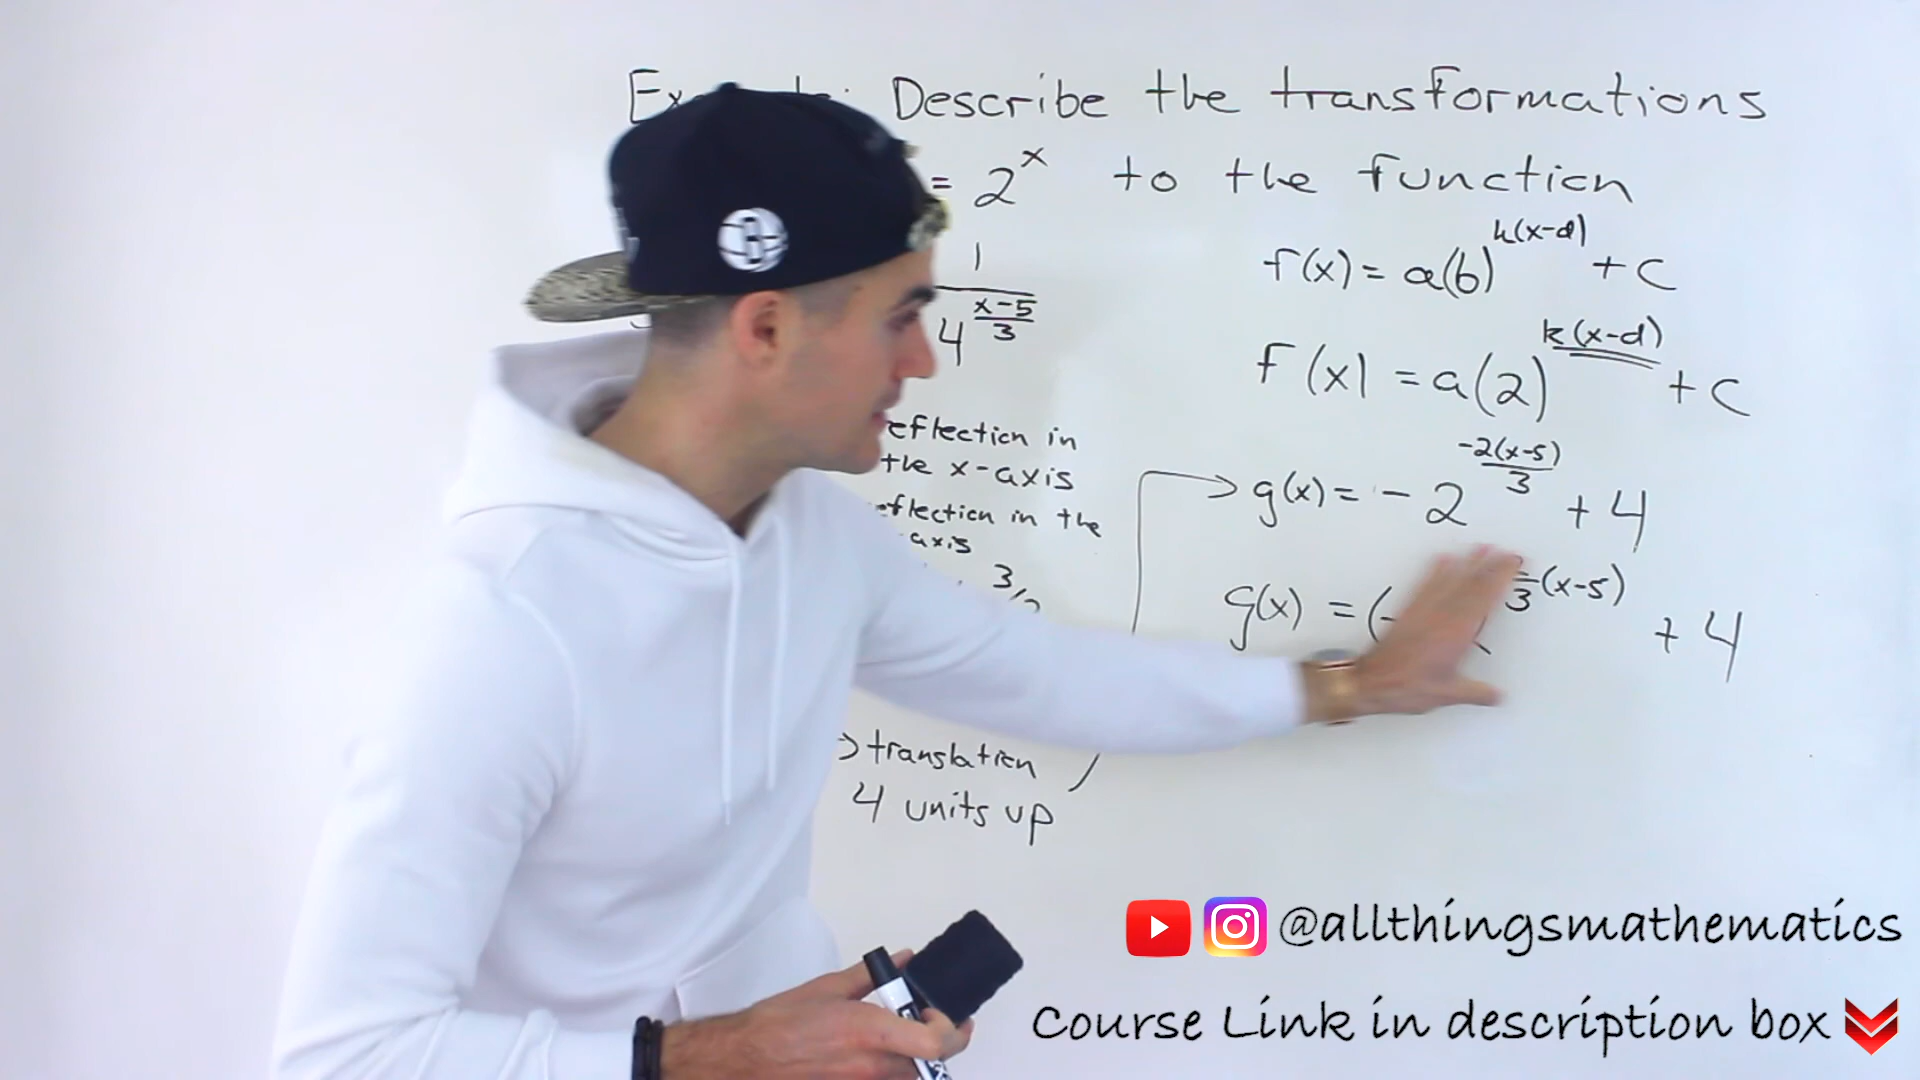 Describe the transformations
= 2^x to the function
1
4^((x-5)/3)
f(x) = a(b)^(k(x-d)) + c
f(x) = a(2)^(k(x-d)) + c
eflection in
the x-axis
eflection in the
axis
3/2
→ translation
4 units up
g(x) = -2^(-2(x-5)/3) + 4
g(x) = (- 3 (x-5) + 4
@allthingsmathematics
Course Link in description box